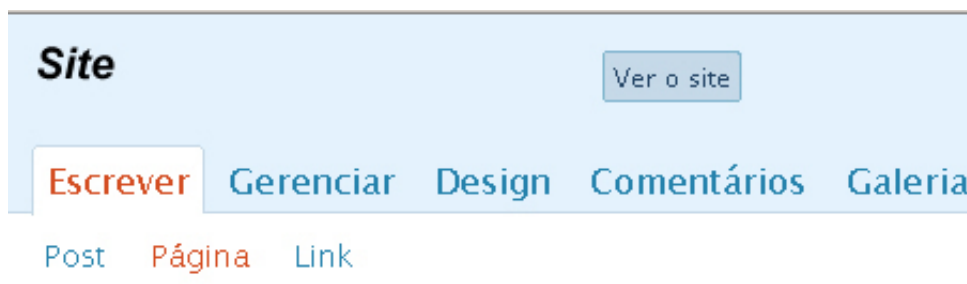 Site Ver o site
Escrever Gerenciar Design Comentários Galeria
Post Página Link